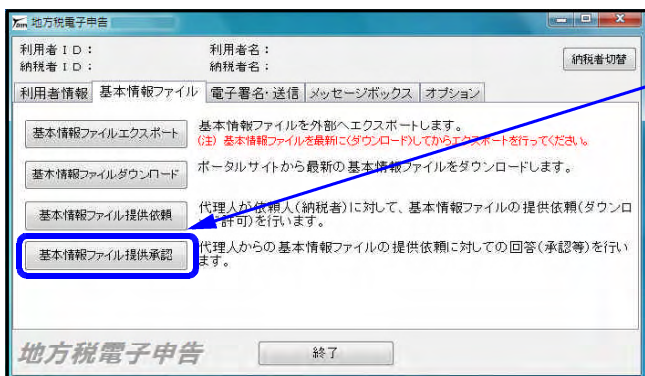 地方税電子申告
利用者ID:
利用者名:
納税者ID:
納税者名:
納税者切替
利用者情報 基本情報ファイル 電子署名・送信 メッセージボックス オプション
基本情報ファイルエクスポート
基本情報ファイルを外部へエクスポートします。
(注) 基本情報ファイルを最新に(ダウンロード)してからエクスポートを行ってください。
基本情報ファイルダウンロード
ポータルサイトから最新の基本情報ファイルをダウンロードします。
基本情報ファイル提供依頼
代理人が依頼人(納税者)に対して、基本情報ファイルの提供依頼(ダウンロ
許可)を行います。
基本情報ファイル提供承認
代理人からの基本情報ファイルの提供依頼に対しての回答(承認等)を行い
ます。
地方税電子申告
終了